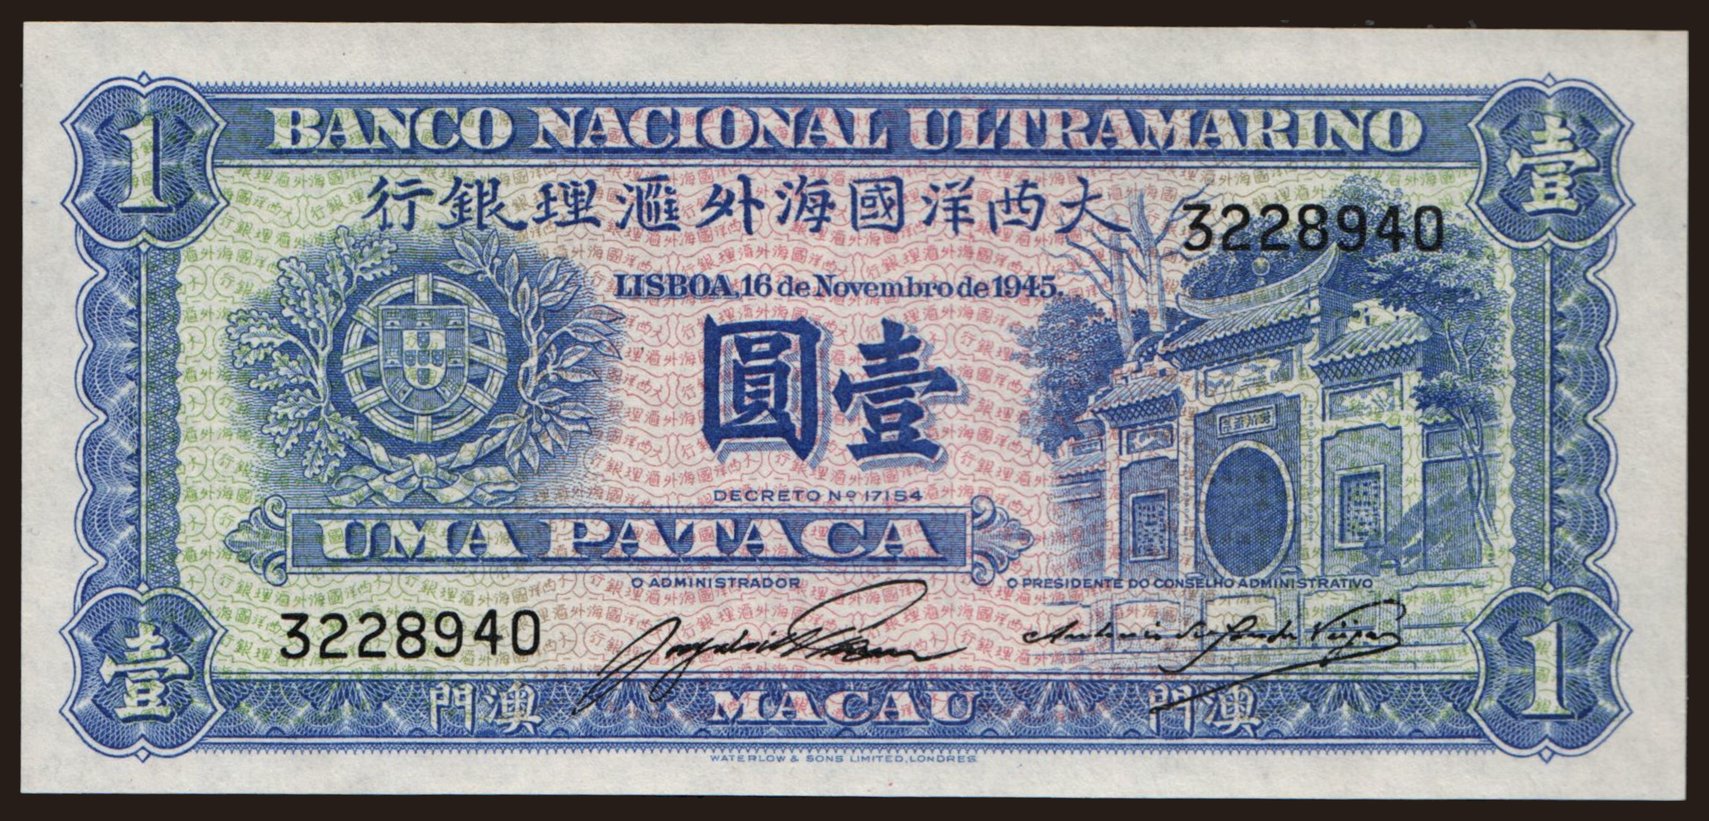 1
BANCO NACIONAL ULTRAMARINO
壹
行銀理滙外海國洋西大
3228940
LISBOA, 16 de Novembro de 1945.
圓壹
DECRETO Nº 17154
UMA PATACA
O ADMINISTRADOR
O PRESIDENTE DO CONSELHO ADMINISTRATIVO
3228940
壹
門澳
MACAU
門澳
1
WATERLOW & SONS LIMITED, LONDRES